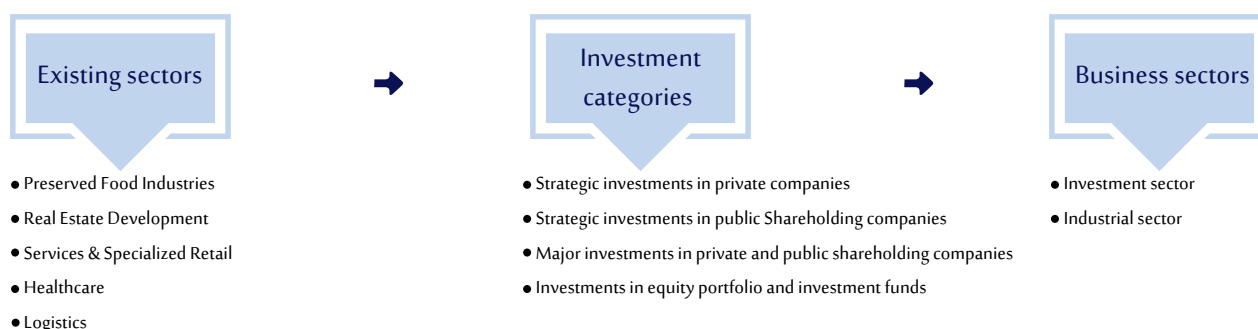 Existing sectors
Preserved Food Industries
Real Estate Development
Services & Specialized Retail
Healthcare
Logistics
Investment
categories
Strategic investments in private companies
Strategic investments in public Shareholding companies
Major investments in private and public shareholding companies
Investments in equity portfolio and investment funds
Business sectors
Investment sector
Industrial sector